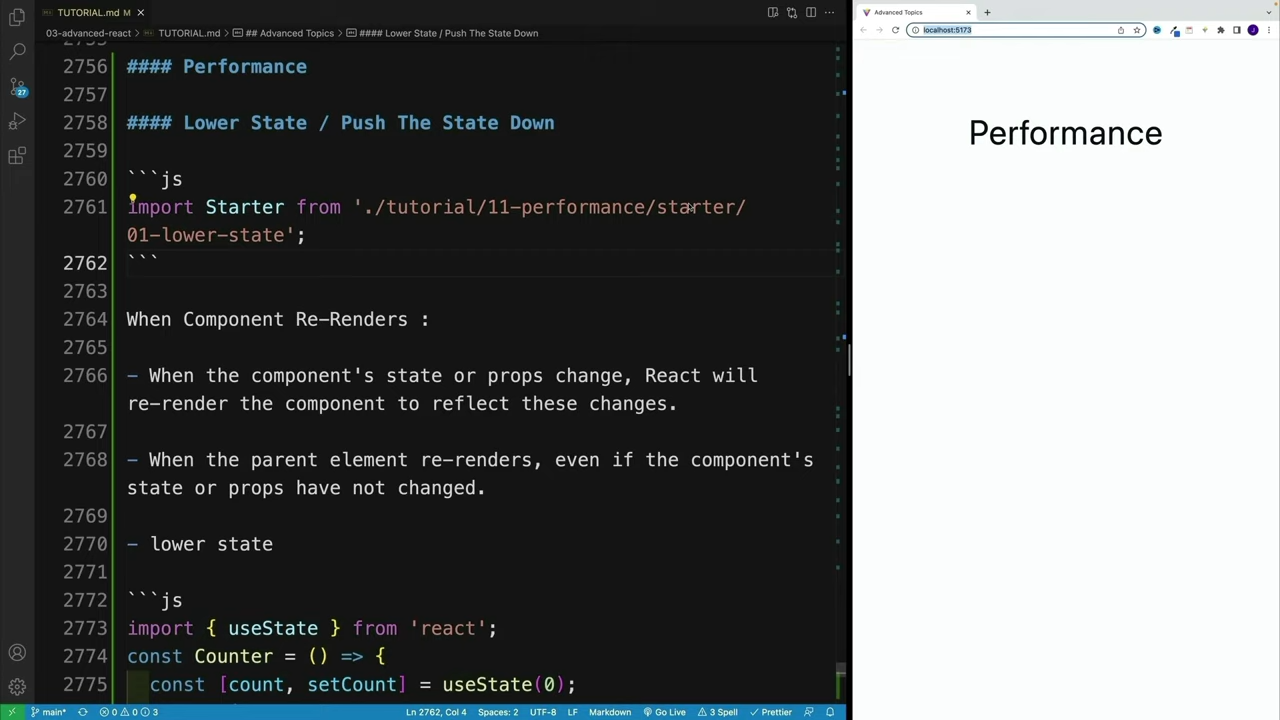 TUTORIAL.md M
03-advanced-react > TUTORIAL.md > ## Advanced Topics > #### Lower State / Push The State Down
2756 #### Performance
2757
2758 #### Lower State / Push The State Down
2759
2760 ```js
2761 import Starter from './tutorial/11-performance/starter/
01-lower-state';
2762 ```
2763
2764 When Component Re-Renders :
2765
2766 - When the component's state or props change, React will
re-render the component to reflect these changes.
2767
2768 - When the parent element re-renders, even if the component's
state or props have not changed.
2769
2770 - lower state
2771
2772 ```js
2773 import { useState } from 'react';
2774 const Counter = () => {
2775 const [count, setCount] = useState(0);
27
main* 0 0 3 Ln 2762, Col 4 Spaces: 2 UTF-8 LF Markdown Go Live 3 Spell Prettier
Advanced Topics
localhost:5173
J
Performance